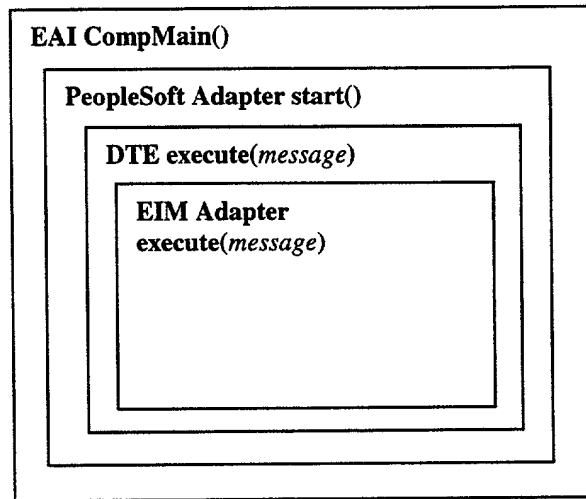 EAI CompMain()
PeopleSoft Adapter start()
DTE execute(message)
EIM Adapter
execute(message)